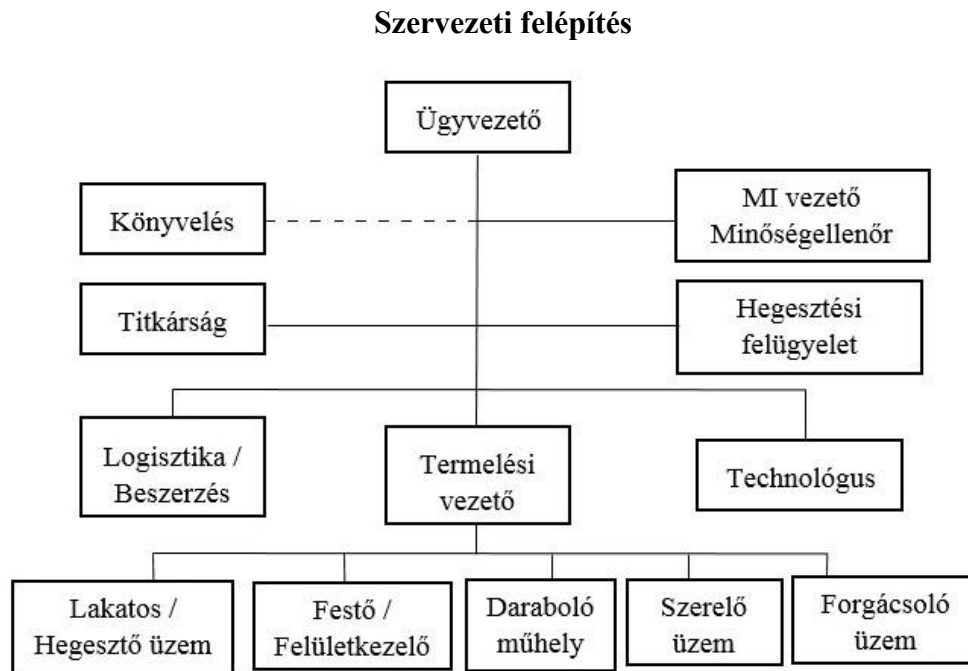 Szervezeti felépítés
Ügyvezető
Könyvelés
MI vezető
Minőségellenőr
Titkárság
Hegesztési
felügyelet
Logisztika /
Beszerzés
Termelési
vezető
Technológus
Lakatos /
Hegesztő üzem
Festő /
Felületkezelő
Daraboló
műhely
Szerelő
üzem
Forgácsoló
üzem